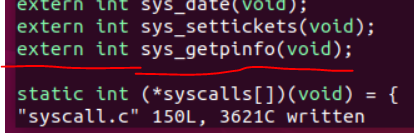 extern int sys_date(void);
extern int sys_settickets(void);
extern int sys_getpinfo(void);
static int (*syscalls[])(void) = {
"syscall.c" 150L, 3621C written